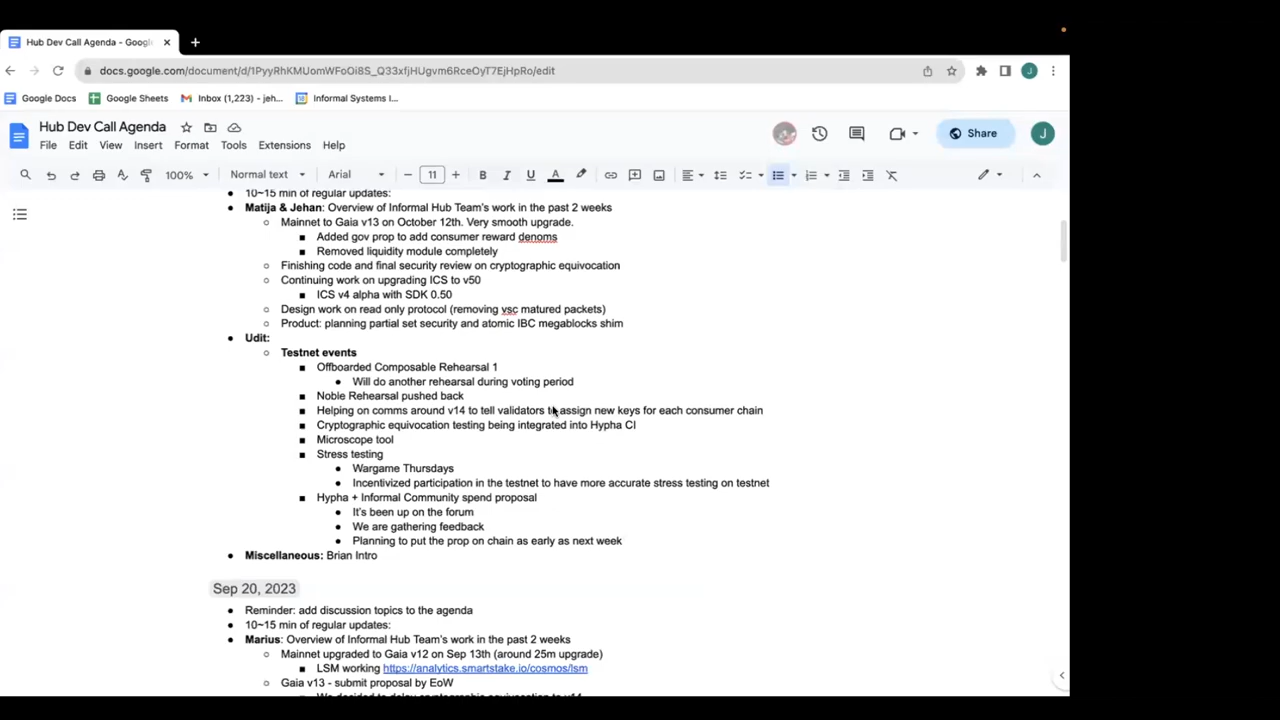 Hub Dev Call Agenda - Googl
docs.google.com/document/d/1PyyRhKMUomWFoOi8S_Q33xfjHUgvm6RceOyT7EjHpRo/edit
Google Docs Google Sheets Inbox (1,223) - jeh... Informal Systems I...
Hub Dev Call Agenda
File Edit View Insert Format Tools Extensions Help
Share
J
100% Normal text Arial 11 B I U A
10~15 min of regular updates:
Matija & Jehan: Overview of Informal Hub Team's work in the past 2 weeks
Mainnet to Gaia v13 on October 12th. Very smooth upgrade.
Added gov prop to add consumer reward denoms
Removed liquidity module completely
Finishing code and final security review on cryptographic equivocation
Continuing work on upgrading ICS to v50
ICS v4 alpha with SDK 0.50
Design work on read only protocol (removing vsc matured packets)
Product: planning partial set security and atomic IBC megablocks shim
Udit:
Testnet events
Offboarded Composable Rehearsal 1
Will do another rehearsal during voting period
Noble Rehearsal pushed back
Helping on comms around v14 to tell validators to assign new keys for each consumer chain
Cryptographic equivocation testing being integrated into Hypha CI
Microscope tool
Stress testing
Wargame Thursdays
Incentivized participation in the testnet to have more accurate stress testing on testnet
Hypha + Informal Community spend proposal
It's been up on the forum
We are gathering feedback
Planning to put the prop on chain as early as next week
Miscellaneous: Brian Intro
Sep 20, 2023
Reminder: add discussion topics to the agenda
10~15 min of regular updates:
Marius: Overview of Informal Hub Team's work in the past 2 weeks
Mainnet upgraded to Gaia v12 on Sep 13th (around 25m upgrade)
LSM working https://analytics.smartstake.io/cosmos/lsm
Gaia v13 - submit proposal by EoW
We decided to delay cryptographic equivocation to v14